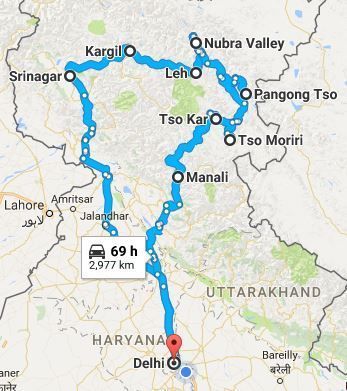 Nubra Valley
Kargil
Leh
Srinagar
Pangong Tso
Tso Kar
Tso Moriri
Manali
Lahore
لاہور
Amritsar
Jalandhar
69 h
2,977 km
UTTARAKHAND
HARYANA
Delhi
Bareilly
बरेली
aner
कानेर